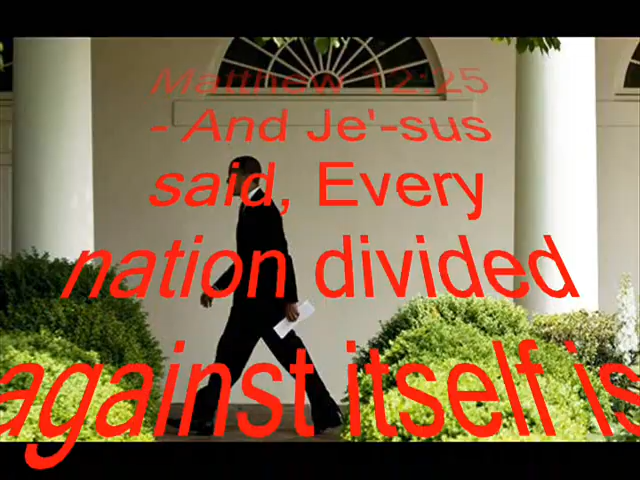 Matthew 12:25
- And Je'-sus
said, Every
nation divided
against itself is